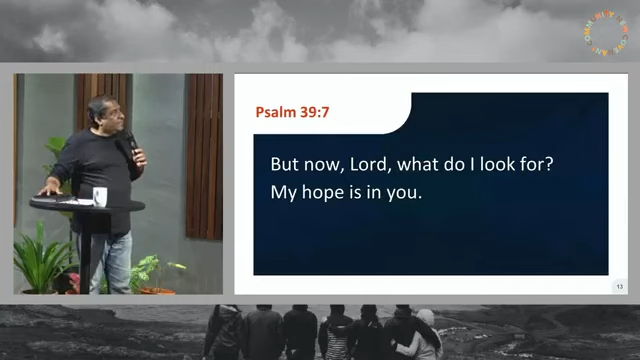 Psalm 39:7
But now, Lord, what do I look for?
My hope is in you.
13